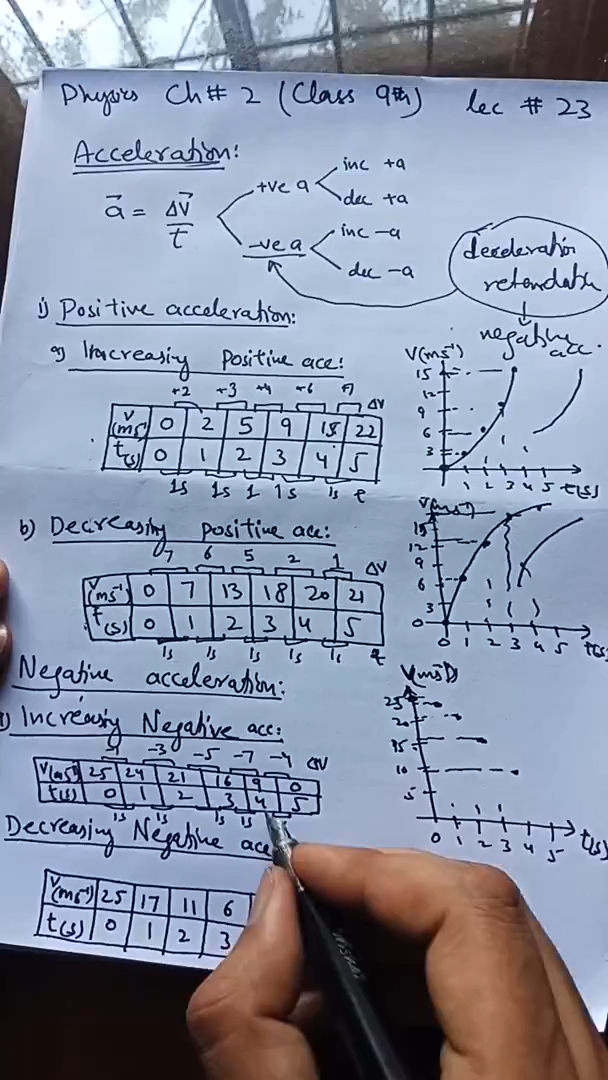 Physics Ch# 2 (Class 9th) lec # 23
Acceleration:
a = ΔV/t
+ve a
inc +a
dec +a
-ve a
inc -a
dec -a
negative acc.
i) Positive acceleration:
a) Increasing Positive acc:
+2 +3 +4 +6 ΔV
V(ms⁻¹) 0 2 5 9 15 22
t(s) 0 1 2 3 4 5
1s 1s 1 1s 1s t
V(ms⁻¹)
15
12
9
6
3
1 2 3 4 5 t(s)
b) Decreasing positive acc:
7 6 5 2 1 ΔV
V(ms⁻¹) 0 7 13 18 20 21
t(s) 0 1 2 3 4 5
1s 1s 1s 1s 1s t
V(ms⁻¹)
15
12
9
6
3
0
0 1 2 3 4 5 t(s)
Negative acceleration:
Increasing Negative acc:
-1 -3 -5 -7 ΔV
V(ms⁻¹) 25 24 21 16 9 0
t(s) 0 1 2 3 4 5
1s 1s 1s 1s
V(ms⁻¹)
25
20
15
10
5
0 1 2 3 4 5 t(s)
Decreasing Negative acc
V(ms⁻¹) 25 17 11 6
t(s) 0 1 2 3